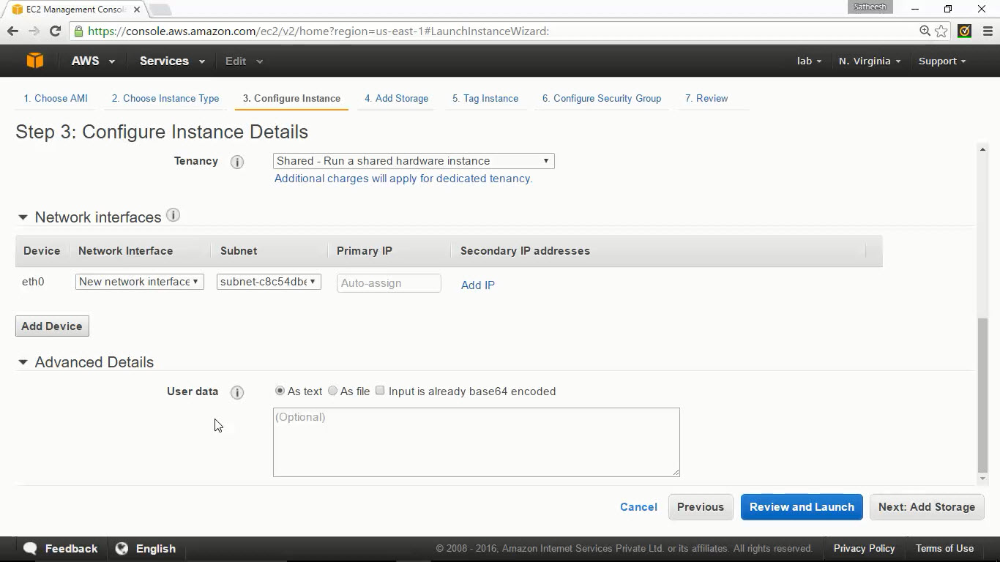 EC2 Management Consol
Satheesh
https://console.aws.amazon.com/ec2/v2/home?region=us-east-1#LaunchInstanceWizard:
AWS Services Edit lab N. Virginia Support
1. Choose AMI 2. Choose Instance Type 3. Configure Instance 4. Add Storage 5. Tag Instance 6. Configure Security Group 7. Review
Step 3: Configure Instance Details
Tenancy Shared - Run a shared hardware instance
Additional charges will apply for dedicated tenancy.
Network interfaces
Device Network Interface Subnet Primary IP Secondary IP addresses
eth0 New network interface subnet-c8c54dbe Auto-assign Add IP
Add Device
Advanced Details
User data As text As file Input is already base64 encoded
(Optional)
Cancel Previous Review and Launch Next: Add Storage
Feedback English © 2008 - 2016, Amazon Internet Services Private Ltd. or its affiliates. All rights reserved. Privacy Policy Terms of Use